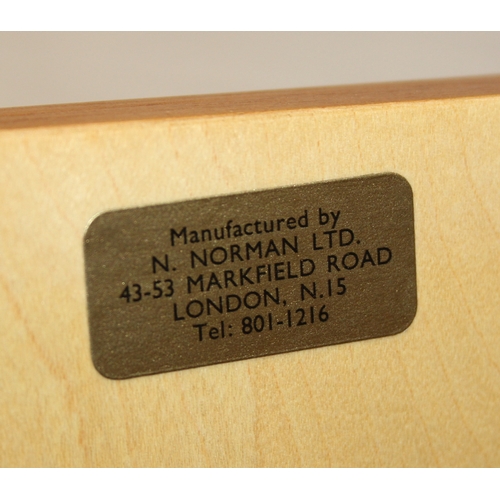 Manufactured by
N. NORMAN LTD.
43-53 MARKFIELD ROAD
LONDON, N.15
Tel: 801-1216